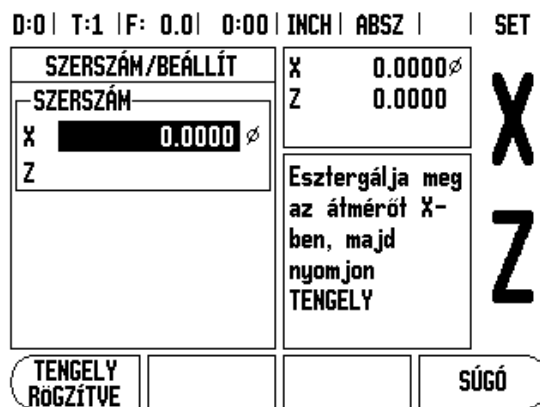 D:0 | T:1 | F: 0.0 | 0:00 | INCH | ABSZ | | SET
SZERSZÁM/BEÁLLÍT
SZERSZÁM
X 0.0000 ⌀
Z
X 0.0000 ⌀
Z 0.0000
Esztergálja meg
az átmérőt X-
ben, majd
nyomjon
TENGELY
X
Z
TENGELY
RöGZÍTVE
SÚGÓ